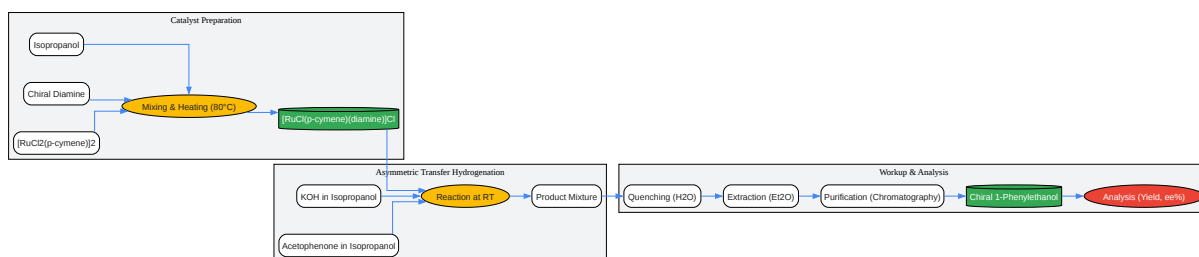 Catalyst Preparation
Isopropanol
Chiral Diamine
Mixing & Heating (80°C)
[RuCl(p-cymene)(diamine)]Cl
[RuCl2(p-cymene)]2
Asymmetric Transfer Hydrogenation
KOH in Isopropanol
Reaction at RT
Product Mixture
Acetophenone in Isopropanol
Workup & Analysis
Quenching (H2O)
Extraction (Et2O)
Purification (Chromatography)
Chiral 1-Phenylethanol
Analysis (Yield, ee%)